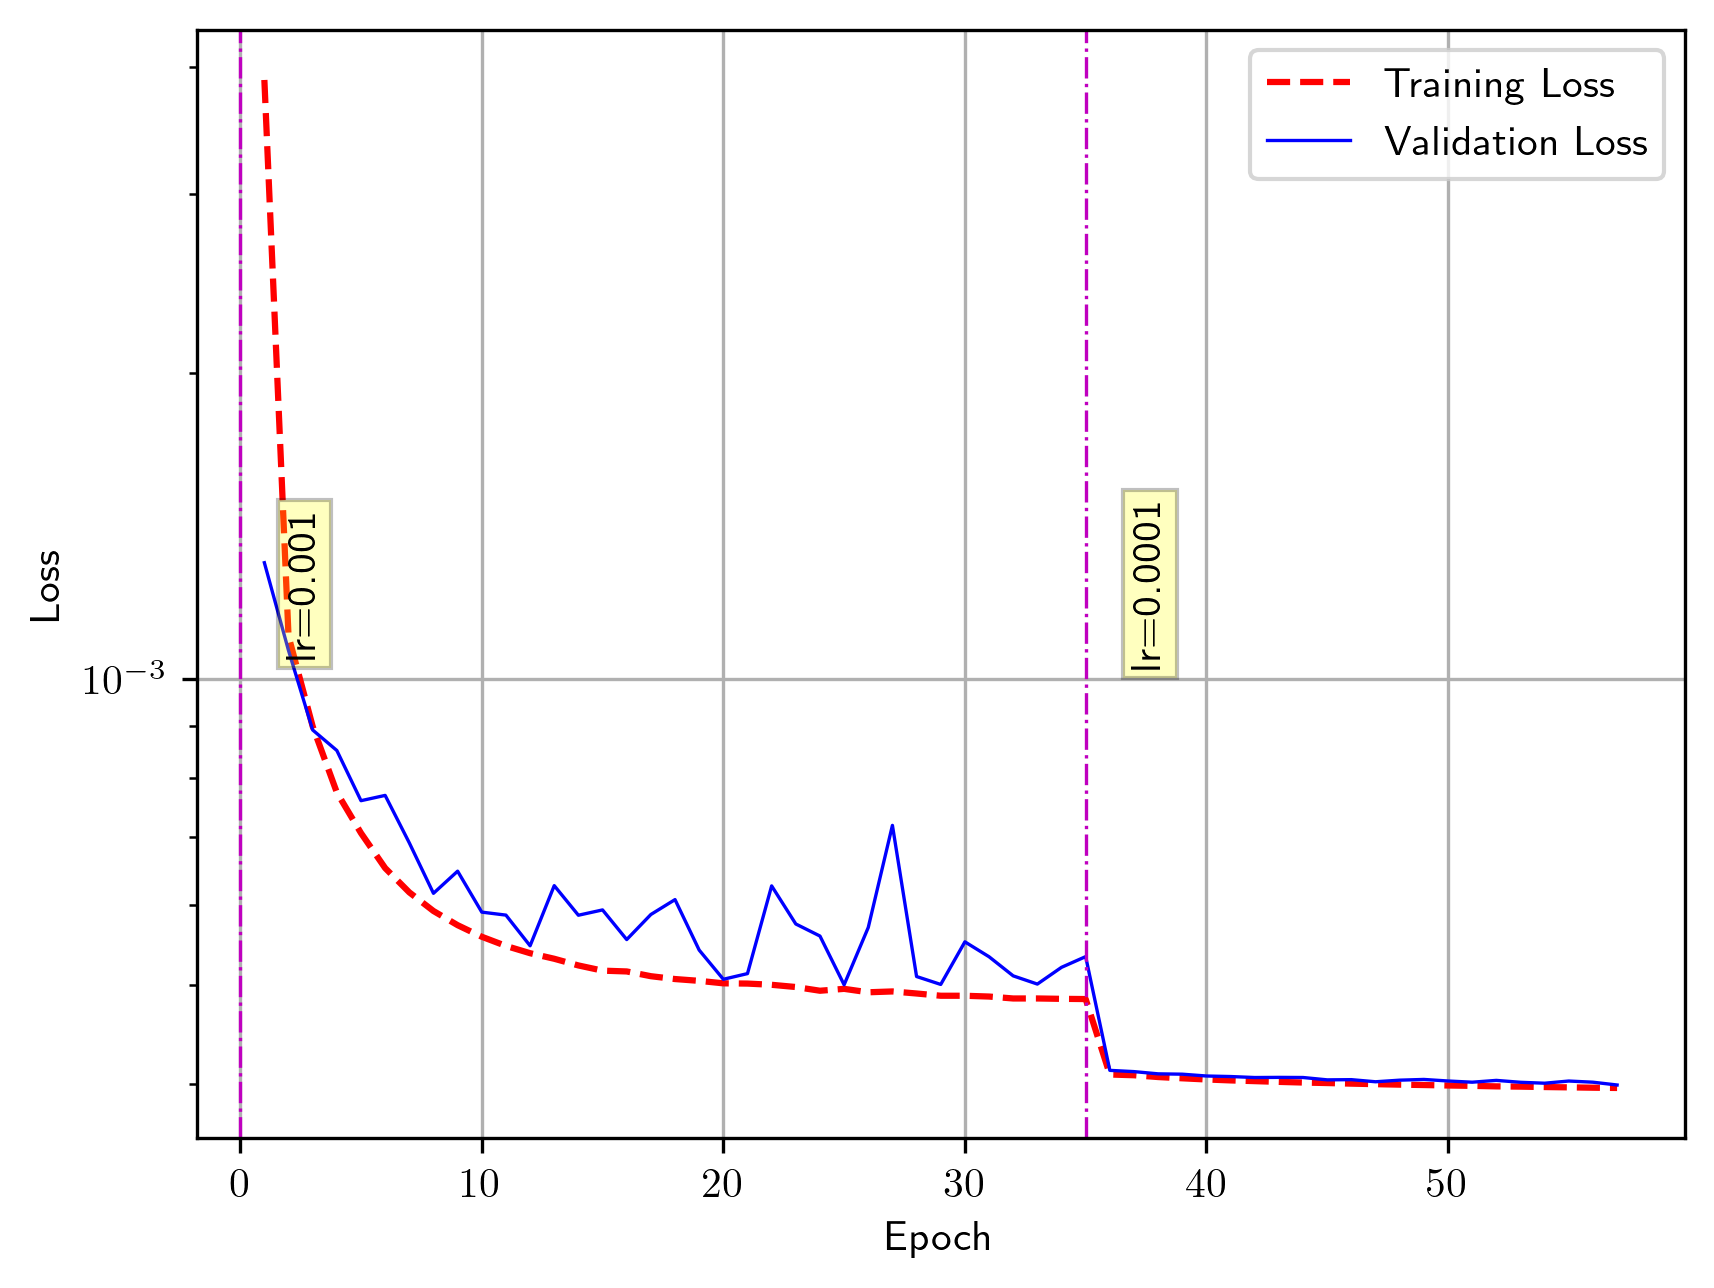 Training Loss
Validation Loss
lr=0.001
lr=0.0001
Loss
10⁻³
0 10 20 30 40 50
Epoch